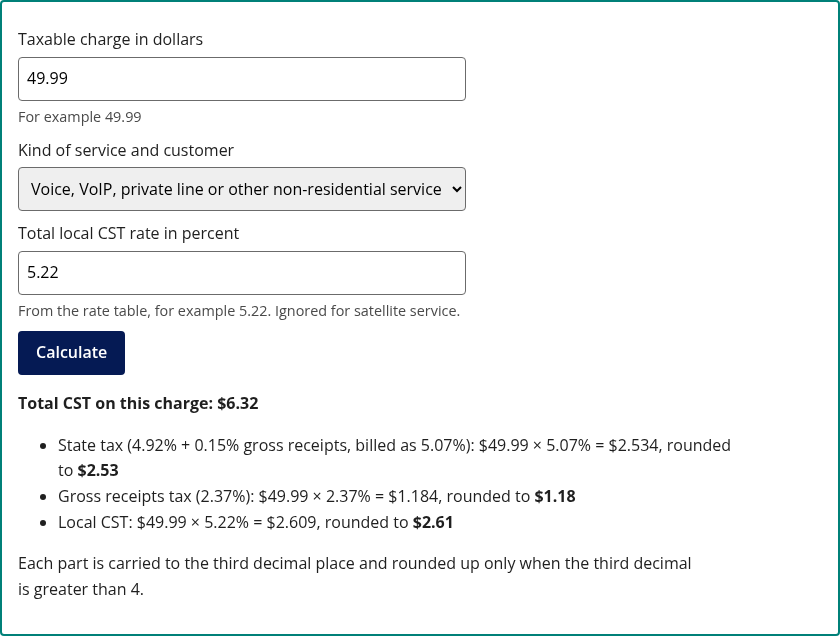 Taxable charge in dollars
49.99
For example 49.99
Kind of service and customer
Voice, VoIP, private line or other non-residential service
Total local CST rate in percent
5.22
From the rate table, for example 5.22. Ignored for satellite service.
Calculate
Total CST on this charge: $6.32
• State tax (4.92% + 0.15% gross receipts, billed as 5.07%): $49.99 × 5.07% = $2.534, rounded
to $2.53
• Gross receipts tax (2.37%): $49.99 × 2.37% = $1.184, rounded to $1.18
• Local CST: $49.99 × 5.22% = $2.609, rounded to $2.61
Each part is carried to the third decimal place and rounded up only when the third decimal
is greater than 4.